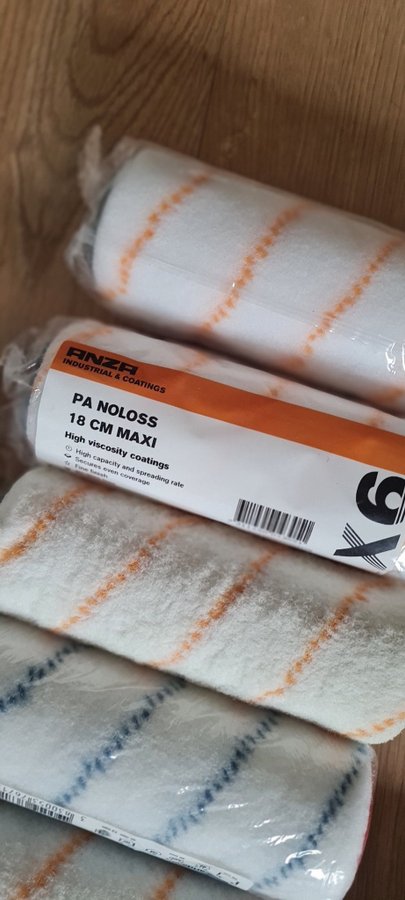 ANZA
INDUSTRIAL & COATINGS
PA NOLOSS
18 CM MAXI
High viscosity coatings
High capacity and spreading rate
Secures even coverage
Fine finish